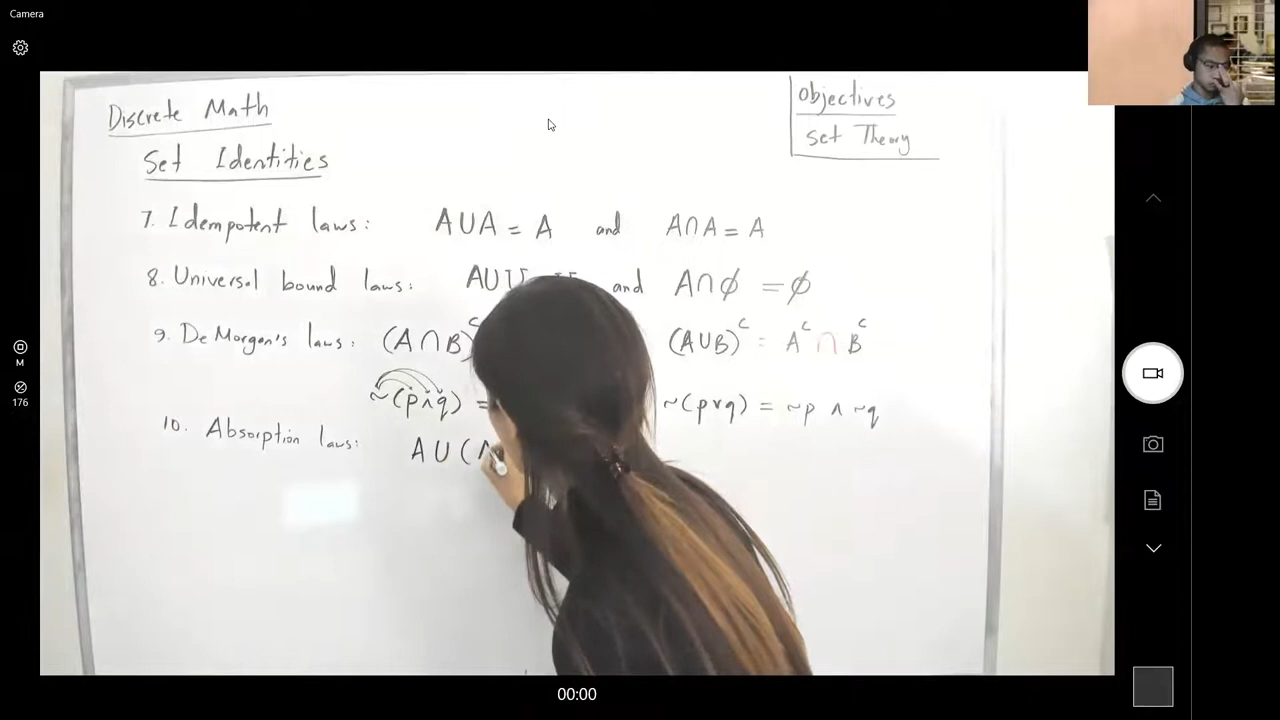 Camera
Discrete Math
Objectives
Set Theory
Set Identities
7. Idempotent laws: A∪A = A and A∩A = A
8. Universal bound laws: A∪ and A∩∅ = ∅
9. De Morgan's laws: (A∩B)ᶜ (A∪B)ᶜ = Aᶜ ∩ Bᶜ
~(p∧q) = ~(p∨q) = ~p ∧ ~q
10. Absorption laws: A∪(
M
176
00:00